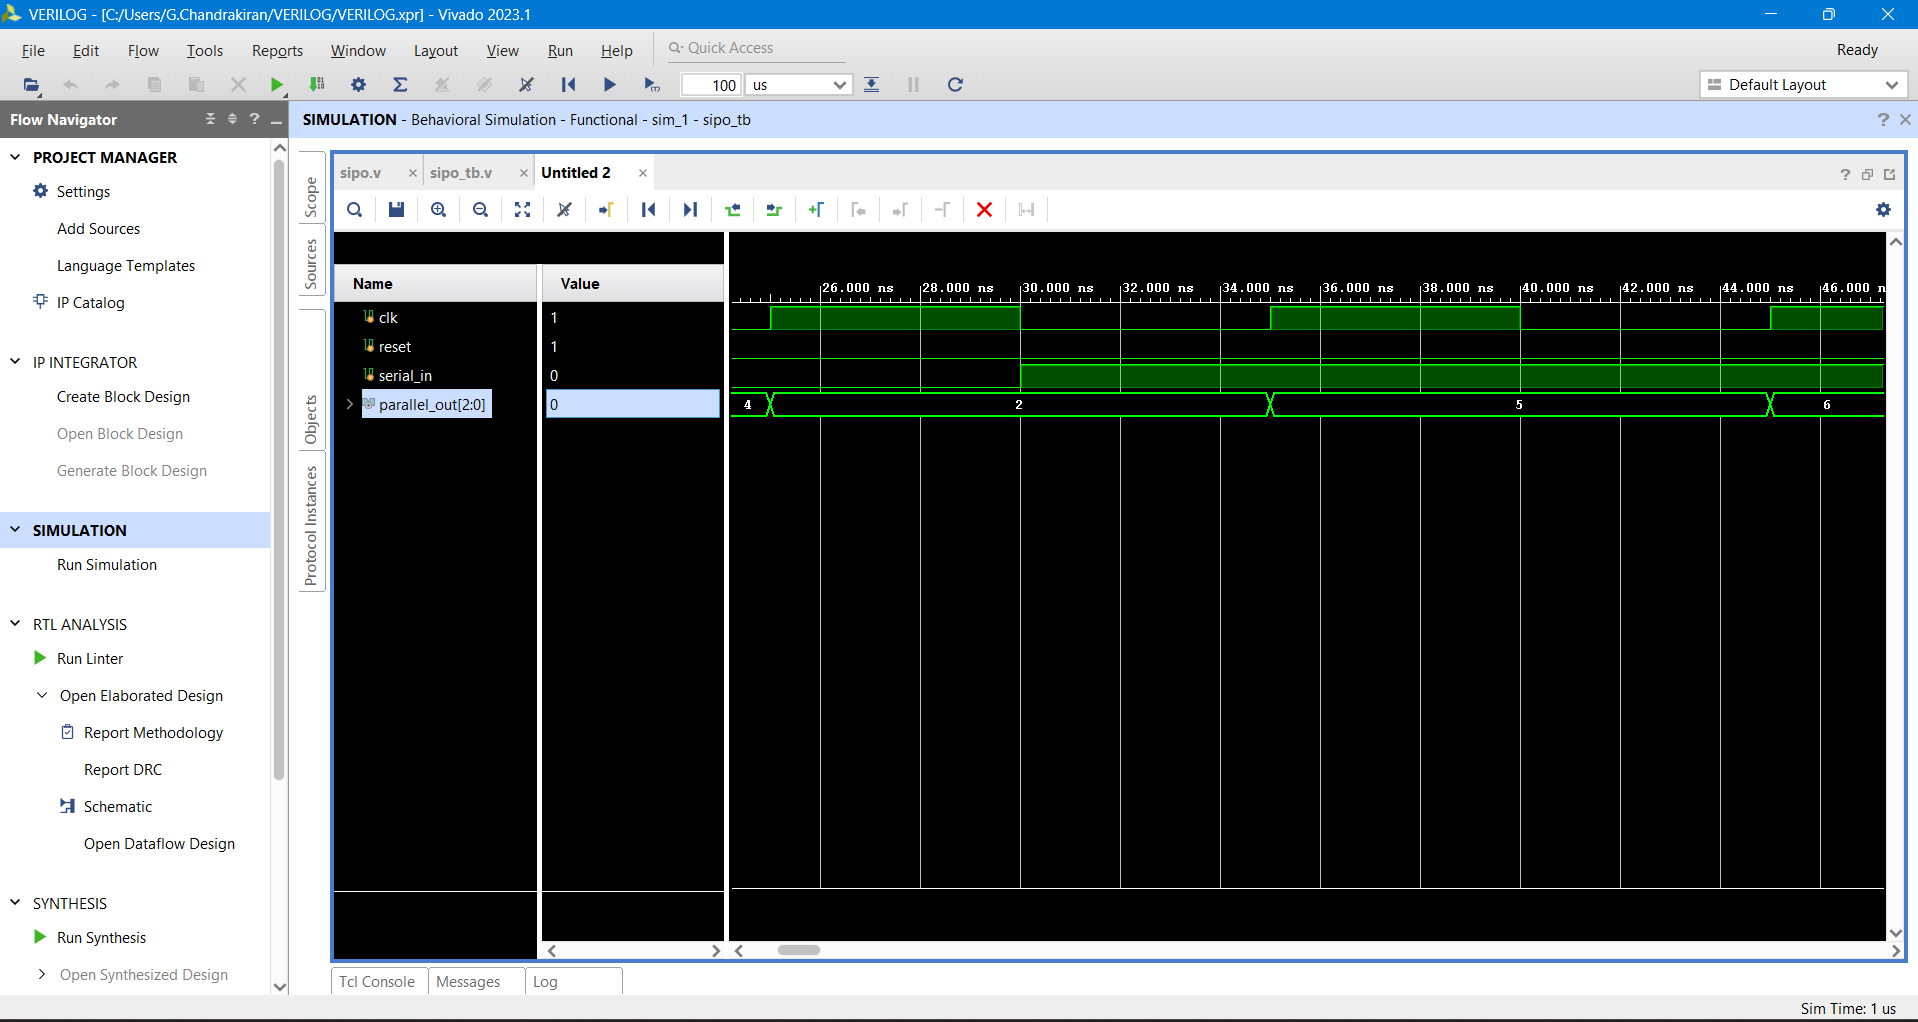 VERILOG - [C:/Users/G.Chandrakiran/VERILOG/VERILOG.xpr] - Vivado 2023.1
File Edit Flow Tools Reports Window Layout View Run Help Quick Access Ready
100 us Default Layout
Flow Navigator
SIMULATION - Behavioral Simulation - Functional - sim_1 - sipo_tb
PROJECT MANAGER
Settings
Add Sources
Language Templates
IP Catalog
IP INTEGRATOR
Create Block Design
Open Block Design
Generate Block Design
SIMULATION
Run Simulation
RTL ANALYSIS
Run Linter
Open Elaborated Design
Report Methodology
Report DRC
Schematic
Open Dataflow Design
SYNTHESIS
Run Synthesis
Open Synthesized Design
Scope
Sources
Objects
Protocol Instances
sipo.v sipo_tb.v Untitled 2
Name Value
26.000 ns 28.000 ns 30.000 ns 32.000 ns 34.000 ns 36.000 ns 38.000 ns 40.000 ns 42.000 ns 44.000 ns 46.000 n
clk 1
reset 1
serial_in 0
parallel_out[2:0] 0 4 2 5 6
Tcl Console Messages Log
Sim Time: 1 us